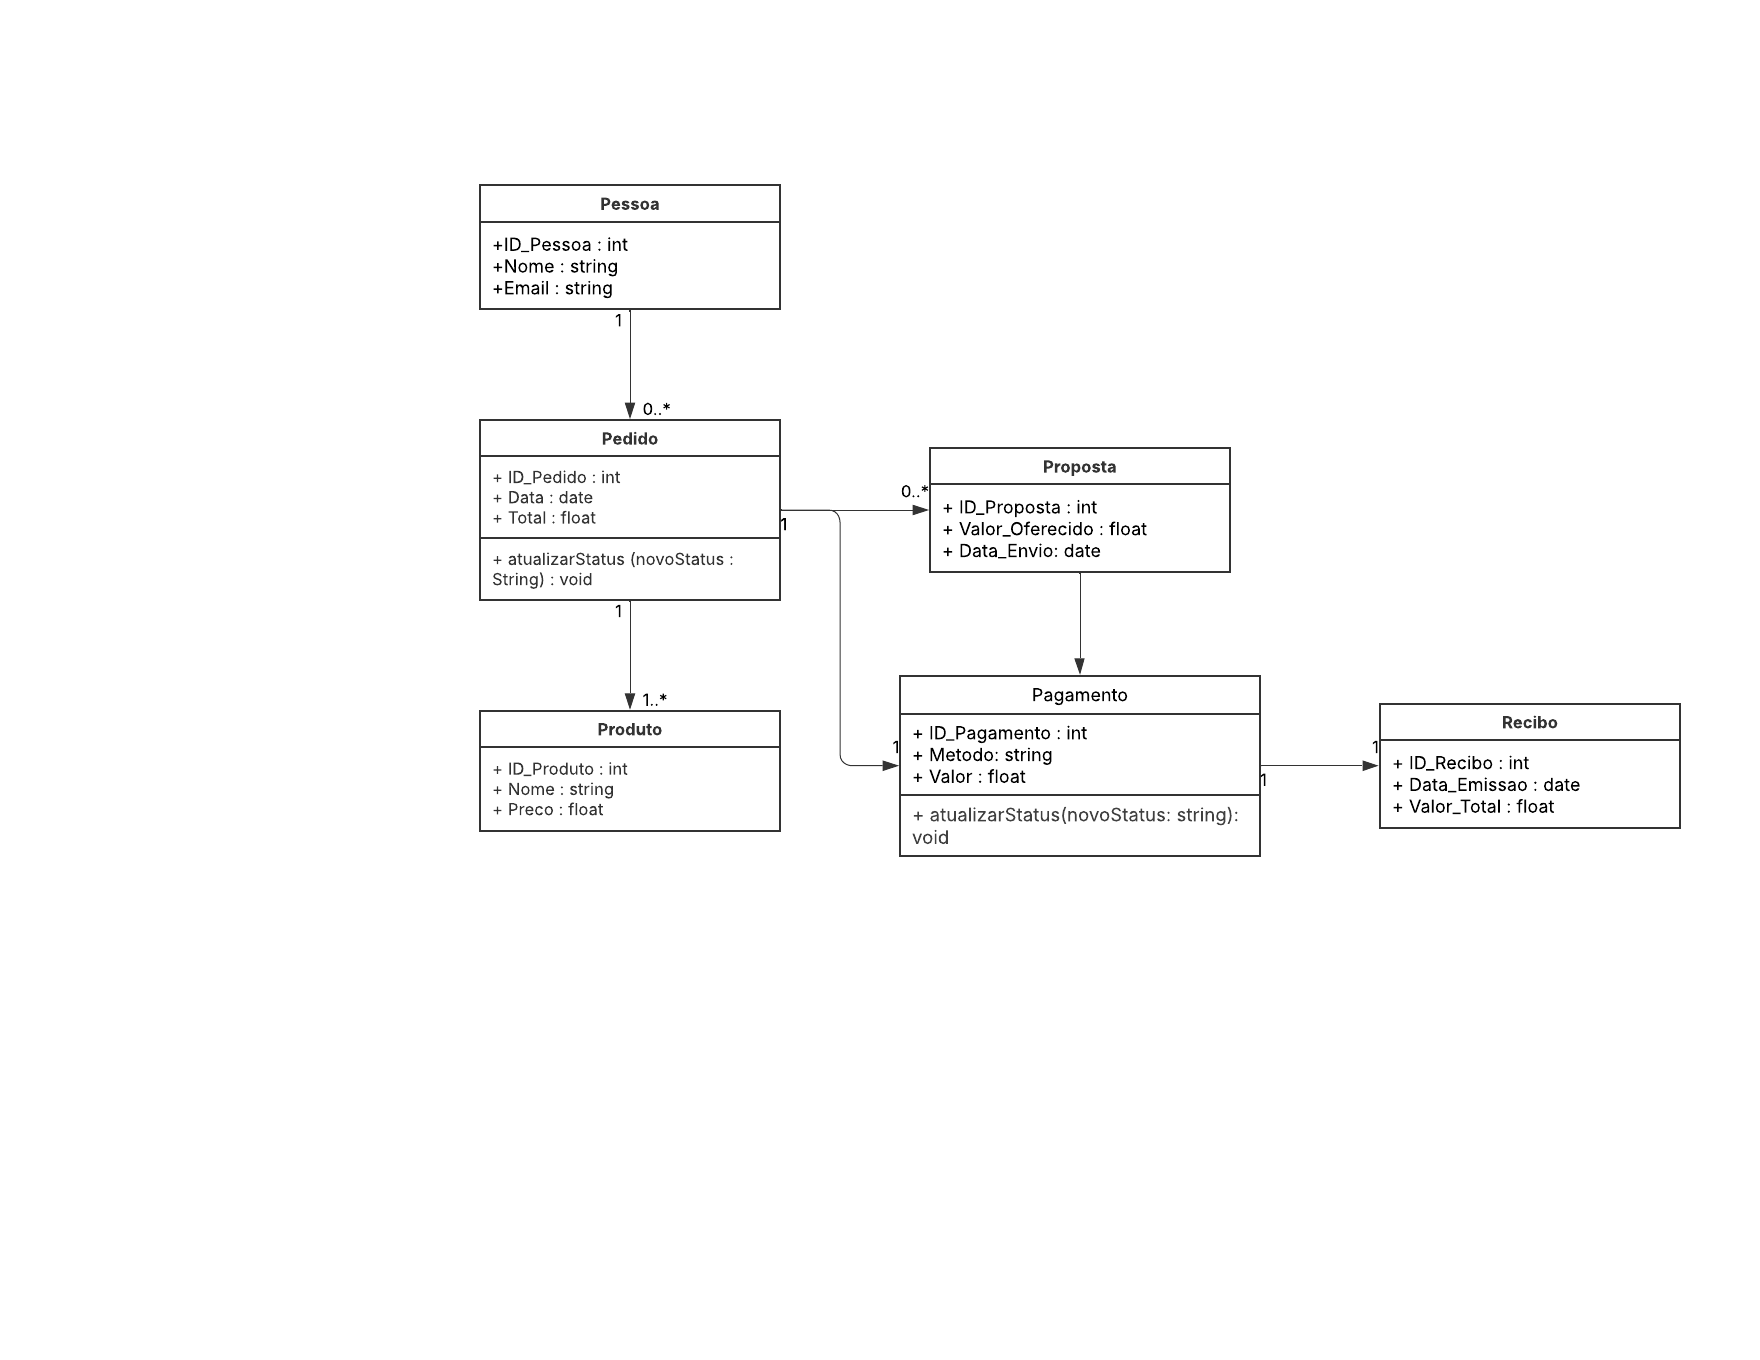 Pessoa
+ID_Pessoa : int
+Nome : string
+Email : string
1
0..*
Pedido
+ ID_Pedido : int
+ Data : date
+ Total : float
+ atualizarStatus (novoStatus :
String) : void
1
0..*
Proposta
+ ID_Proposta : int
+ Valor_Oferecido : float
+ Data_Envio: date
1
1..*
Produto
+ ID_Produto : int
+ Nome : string
+ Preco : float
1
Pagamento
+ ID_Pagamento : int
+ Metodo: string
+ Valor : float
+ atualizarStatus(novoStatus: string):
void
1
1
Recibo
+ ID_Recibo : int
+ Data_Emissao : date
+ Valor_Total : float